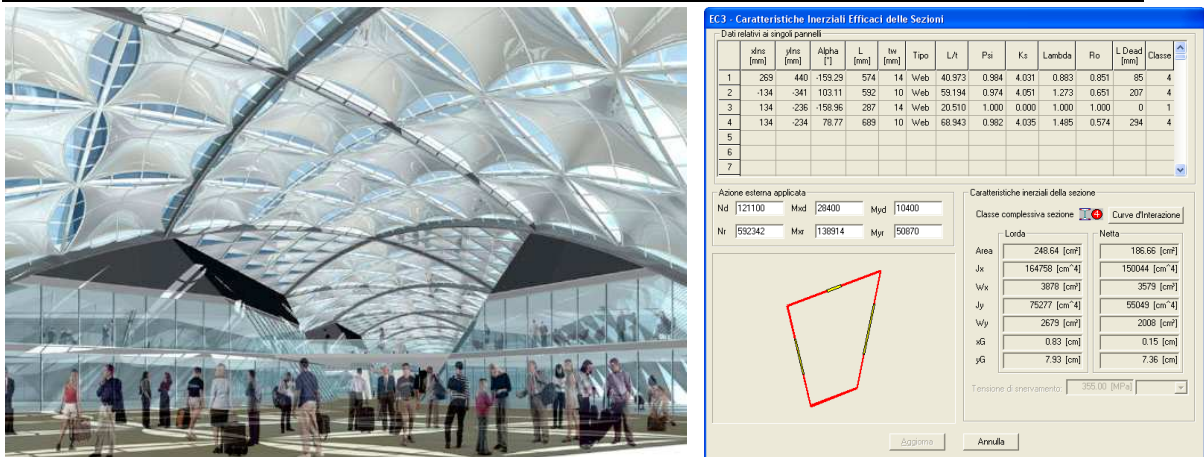 EC3 - Caratteristiche Inerziali Efficaci delle Sezioni
Dati relativi ai singoli pannelli
xIns [mm] yIns [mm] Alpha [°] L [mm] tw [mm] Tipo L/t Psi Ks Lambda Ro L Dead [mm] Classe
1 269 440 -159.29 574 14 Web 40.973 0.984 4.031 0.883 0.851 85 4
2 -134 -341 103.11 592 10 Web 59.194 0.974 4.051 1.273 0.651 207 4
3 134 -236 -158.96 287 14 Web 20.510 1.000 0.000 1.000 1.000 0 1
4 134 -234 78.77 689 10 Web 68.943 0.982 4.035 1.485 0.574 294 4
5
6
7
Azione esterna applicata
Nd 121100 Mxd 28400 Myd 10400
Nr 592342 Mxr 138914 Myr 50870
Caratteristiche inerziali della sezione
Classe complessiva sezione 4 Curve d'Interazione
Lorda Netta
Area 248.64 [cm²] 186.66 [cm²]
Jx 164758 [cm^4] 150044 [cm^4]
Wx 3878 [cm³] 3579 [cm³]
Jy 75277 [cm^4] 55049 [cm^4]
Wy 2679 [cm³] 2008 [cm³]
xG 0.83 [cm] 0.15 [cm]
yG 7.93 [cm] 7.36 [cm]
Tensione di snervamento: 355.00 [MPa]
Aggiorna Annulla